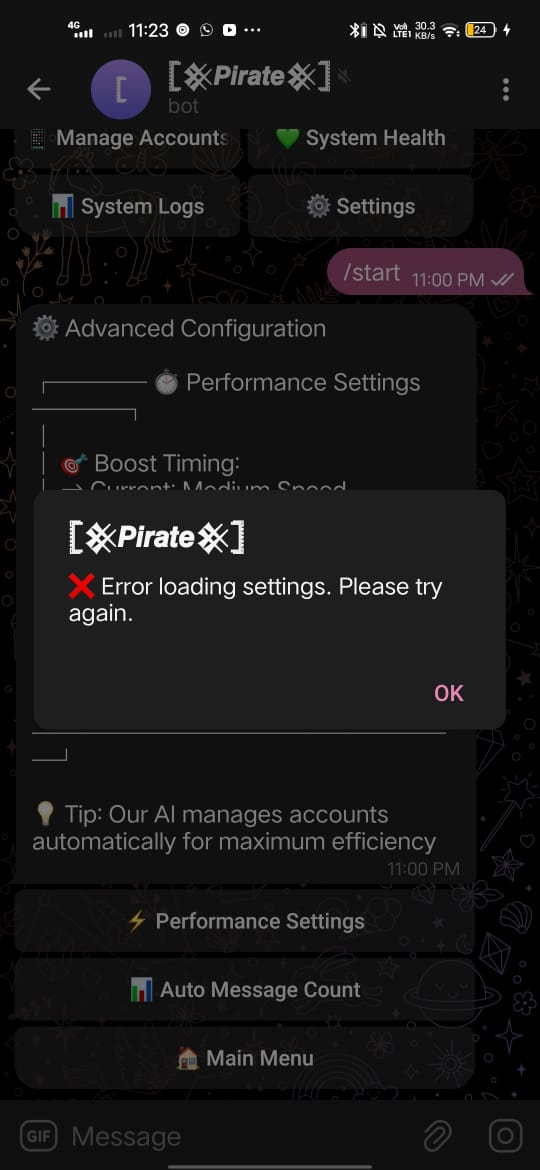 4G 11:23 VoI) LTE1 30.3 KB/s 24
[※Pirate※]
bot
Manage Accounts
System Health
System Logs
Settings
/start 11:00 PM
Advanced Configuration
Performance Settings
Boost Timing:
→ Current: Medium Speed
[※Pirate※]
❌ Error loading settings. Please try
again.
OK
💡 Tip: Our AI manages accounts
automatically for maximum efficiency
11:00 PM
⚡ Performance Settings
📊 Auto Message Count
🏠 Main Menu
GIF Message